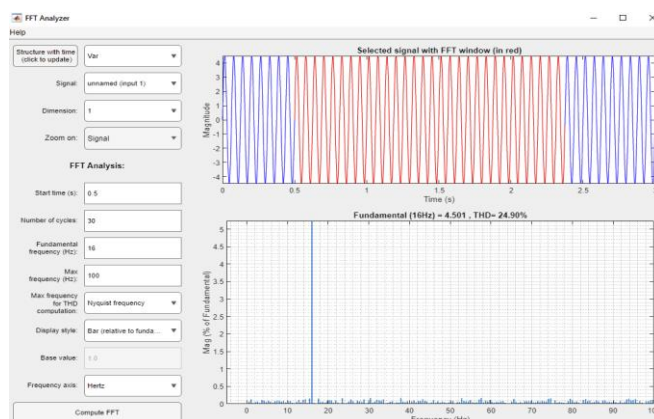 FFT Analyzer
Help
Structure with time
(click to update)
Var
Signal:
unnamed (input 1)
Dimension:
1
Zoom on:
Signal
FFT Analysis:
Start time (s):
0.5
Number of cycles:
30
Fundamental
frequency (Hz):
16
Max
frequency (Hz):
100
Max frequency
for THD
computation:
Nyquist frequency
Display style:
Bar (relative to funda...
Base value:
1.0
Frequency axis:
Hertz
Compute FFT
Selected signal with FFT window (in red)
Magnitude
4
3
2
1
0
-1
-2
-3
-4
0
0.5
1
1.5
2
2.5
Time (s)
Fundamental (16Hz) = 4.501 , THD= 24.90%
Mag (% of Fundamental)
5
4.5
4
3.5
3
2.5
2
1.5
1
0.5
0
0
10
20
30
40
50
60
70
80
90
Frequency (Hz)